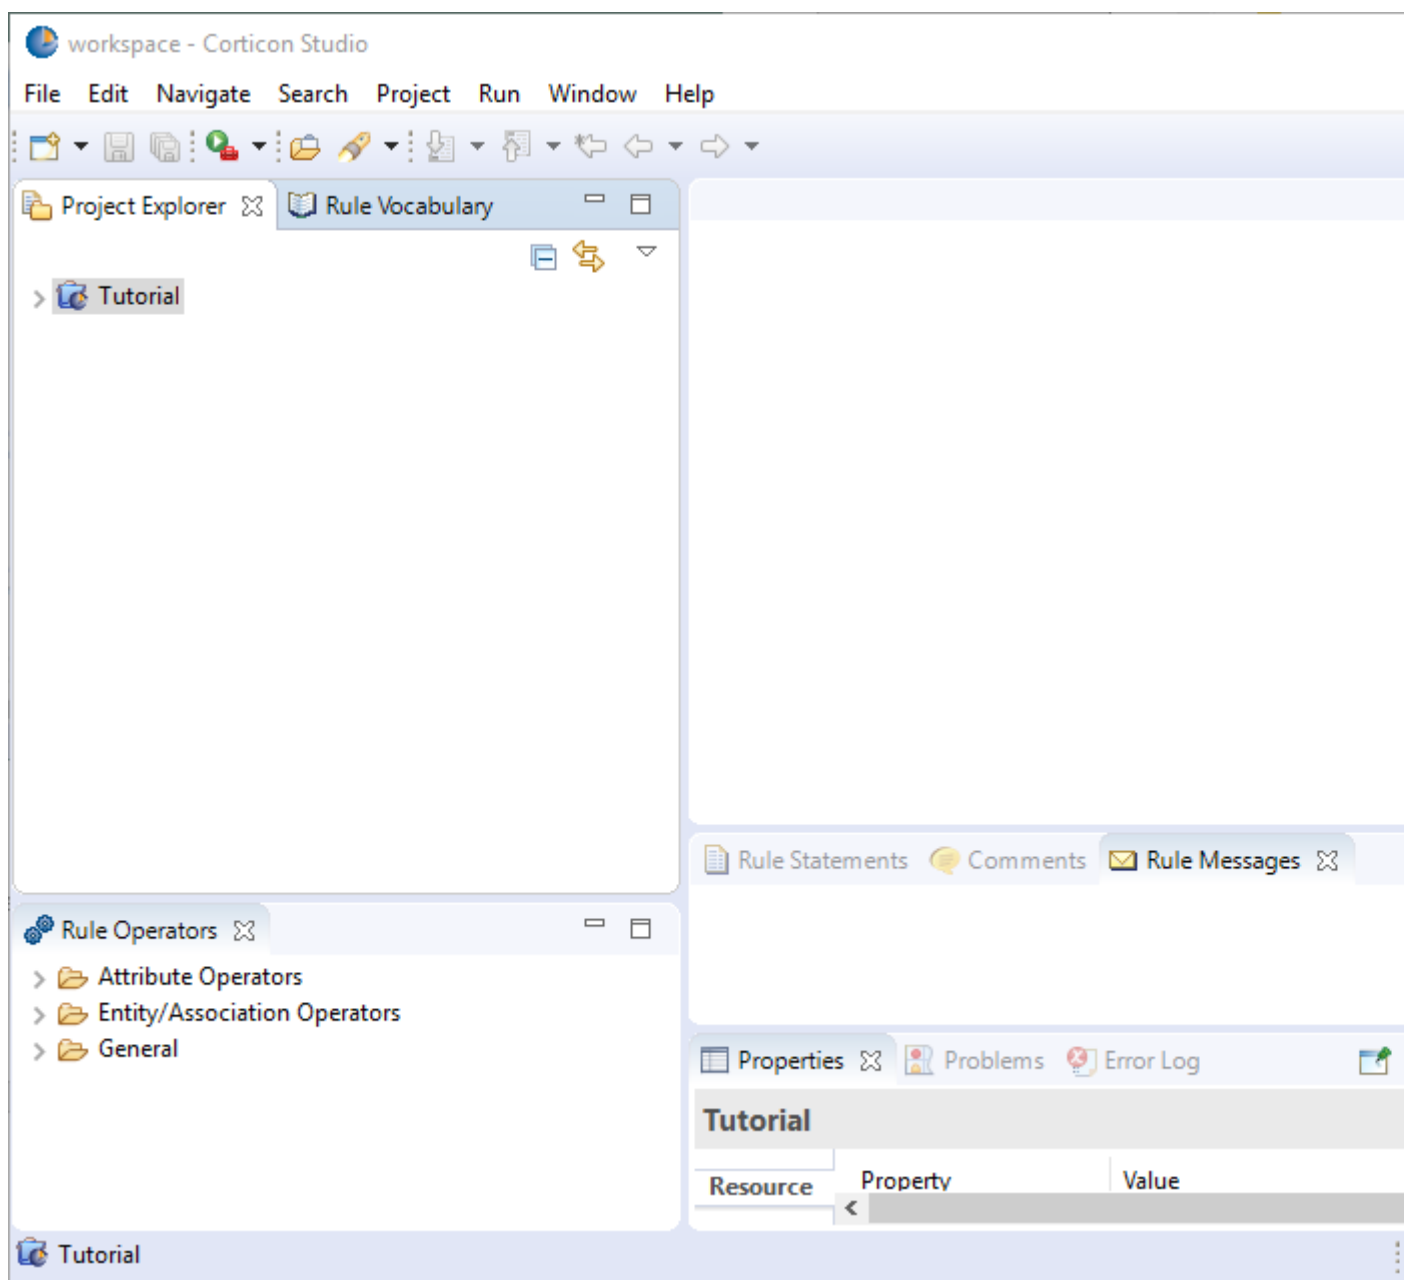 workspace - Corticon Studio
File Edit Navigate Search Project Run Window Help
Project Explorer Rule Vocabulary
Tutorial
Rule Statements Comments Rule Messages
Rule Operators
Attribute Operators
Entity/Association Operators
General
Properties Problems Error Log
Tutorial
Resource Property Value
Tutorial